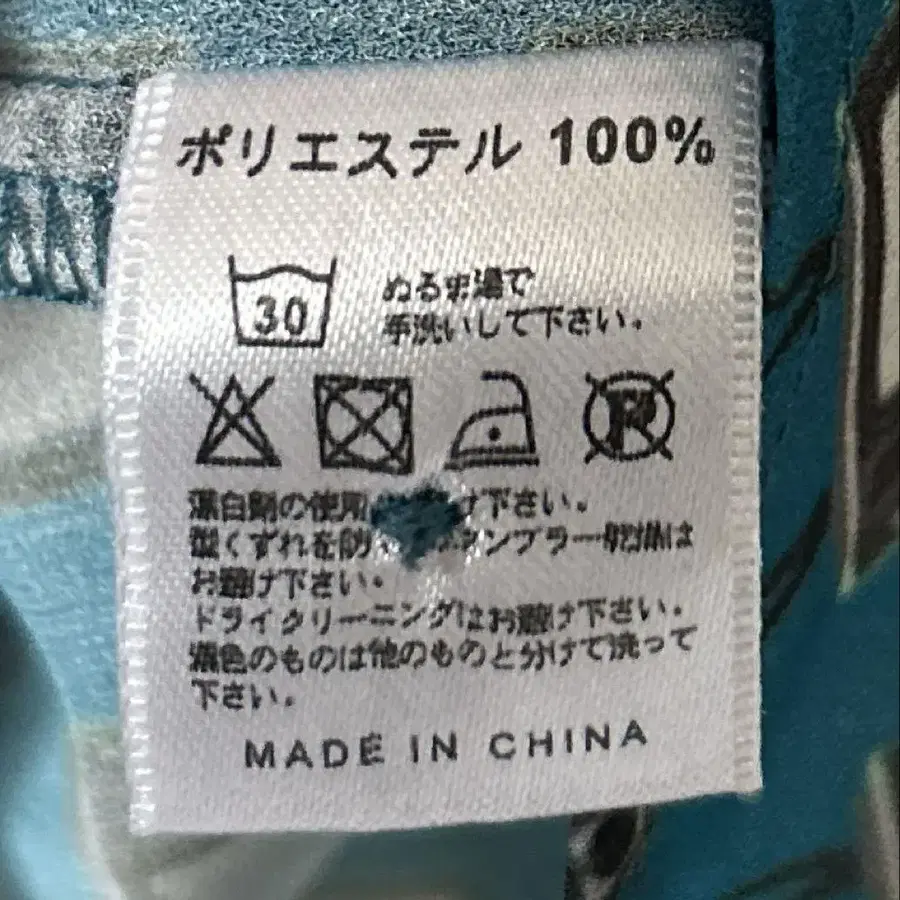 ポリエステル 100%
30
ぬるま湯で
手洗いして下さい。
漂白剤の使用 け下さい。
型くずれを防 タンブラー乾燥は
お避け下さい。
ドライクリーニングはお避け下さい。
濃色のものは他のものと分けて洗って
下さい。
MADE IN CHINA